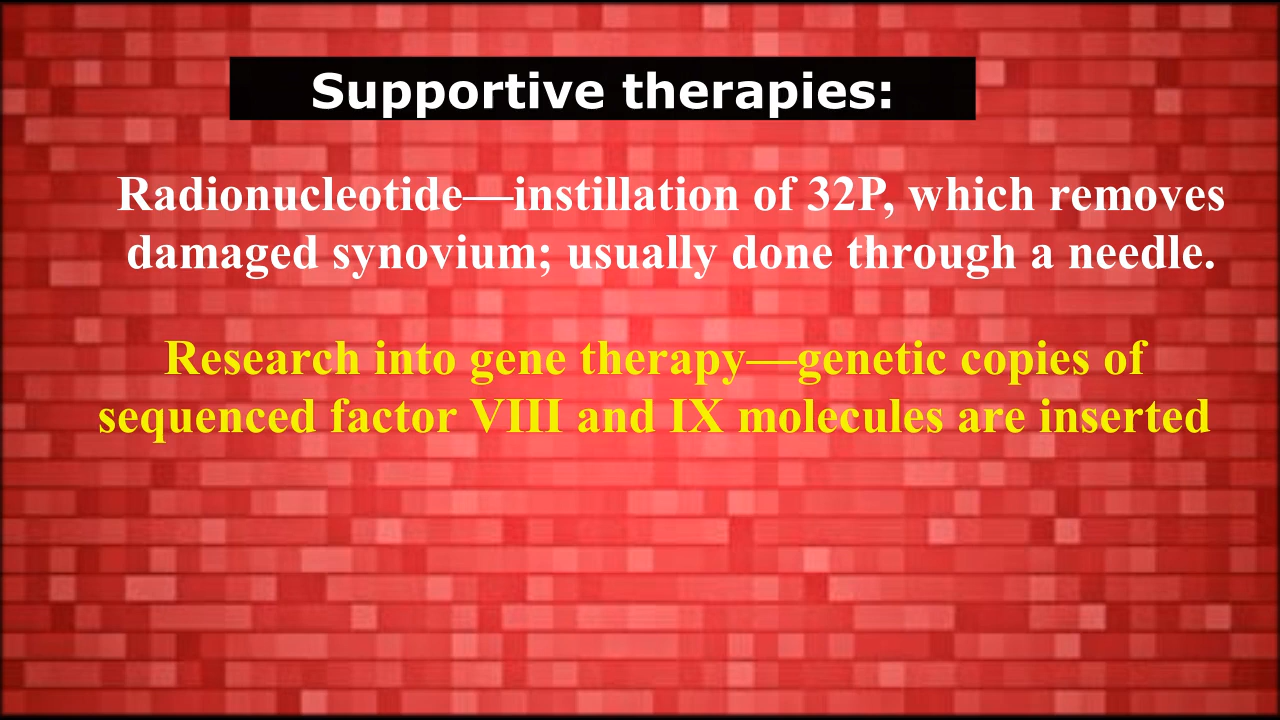 Supportive therapies:
Radionucleotide—instillation of 32P, which removes
damaged synovium; usually done through a needle.
Research into gene therapy—genetic copies of
sequenced factor VIII and IX molecules are inserted